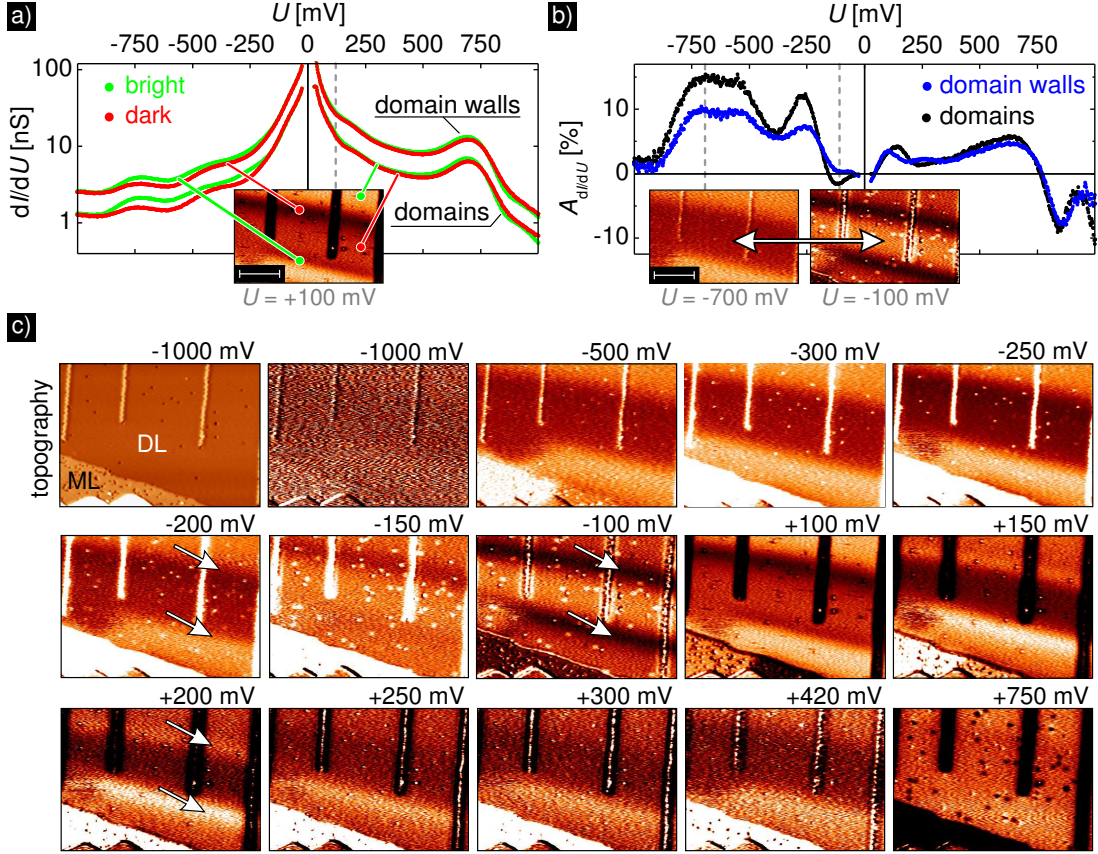 a)
U [mV]
-750 -500 -250 0 250 500 750
100
10
1
dI/dU [nS]
bright
dark
domain walls
domains
U = +100 mV
b)
U [mV]
-750 -500 -250 0 250 500 750
10
0
-10
A dI/dU [%]
domain walls
domains
U = -700 mV
U = -100 mV
c)
topography
-1000 mV
-1000 mV
-500 mV
-300 mV
-250 mV
DL
ML
-200 mV
-150 mV
-100 mV
+100 mV
+150 mV
+200 mV
+250 mV
+300 mV
+420 mV
+750 mV